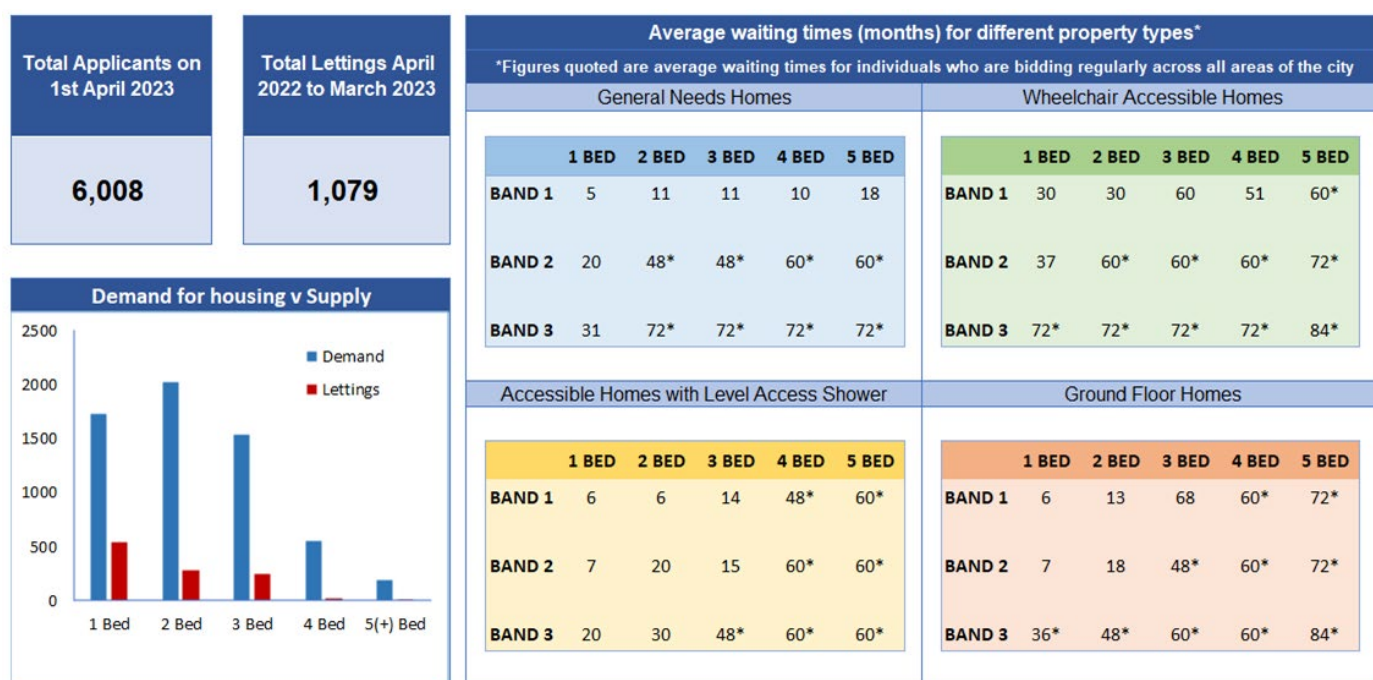 Total Applicants on
1st April 2023
6,008
Total Lettings April
2022 to March 2023
1,079
Demand for housing v Supply
2500
2000
1500
1000
500
0
Demand
Lettings
1 Bed 2 Bed 3 Bed 4 Bed 5(+) Bed
Average waiting times (months) for different property types*
*Figures quoted are average waiting times for individuals who are bidding regularly across all areas of the city
General Needs Homes
1 BED 2 BED 3 BED 4 BED 5 BED
BAND 1 5 11 11 10 18
BAND 2 20 48* 48* 60* 60*
BAND 3 31 72* 72* 72* 72*
Wheelchair Accessible Homes
1 BED 2 BED 3 BED 4 BED 5 BED
BAND 1 30 30 60 51 60*
BAND 2 37 60* 60* 60* 72*
BAND 3 72* 72* 72* 72* 84*
Accessible Homes with Level Access Shower
1 BED 2 BED 3 BED 4 BED 5 BED
BAND 1 6 6 14 48* 60*
BAND 2 7 20 15 60* 60*
BAND 3 20 30 48* 60* 60*
Ground Floor Homes
1 BED 2 BED 3 BED 4 BED 5 BED
BAND 1 6 13 68 60* 72*
BAND 2 7 18 48* 60* 72*
BAND 3 36* 48* 60* 60* 84*